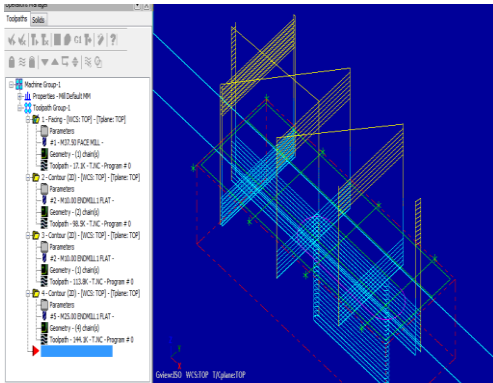 Operations Manager
Toolpaths Solids
G1
Machine Group-1
Properties - Mill Default MM
Toolpath Group-1
1 - Facing - [WCS: TOP] - [Tplane: TOP]
Parameters
#1 - M37.50 FACE MILL -
Geometry - (1) chain(s)
Toolpath - 17.1K - T.NC - Program # 0
2 - Contour (2D) - [WCS: TOP] - [Tplane: TOP]
Parameters
#2 - M10.00 ENDMILL1 FLAT -
Geometry - (2) chain(s)
Toolpath - 98.5K - T.NC - Program # 0
3 - Contour (2D) - [WCS: TOP] - [Tplane: TOP]
Parameters
#2 - M10.00 ENDMILL1 FLAT -
Geometry - (1) chain(s)
Toolpath - 113.8K - T.NC - Program # 0
4 - Contour (2D) - [WCS: TOP] - [Tplane: TOP]
Parameters
#5 - M25.00 ENDMILL1 FLAT -
Geometry - (4) chain(s)
Toolpath - 144.1K - T.NC - Program # 0
Gview:ISO WCS:TOP T/Cplane:TOP